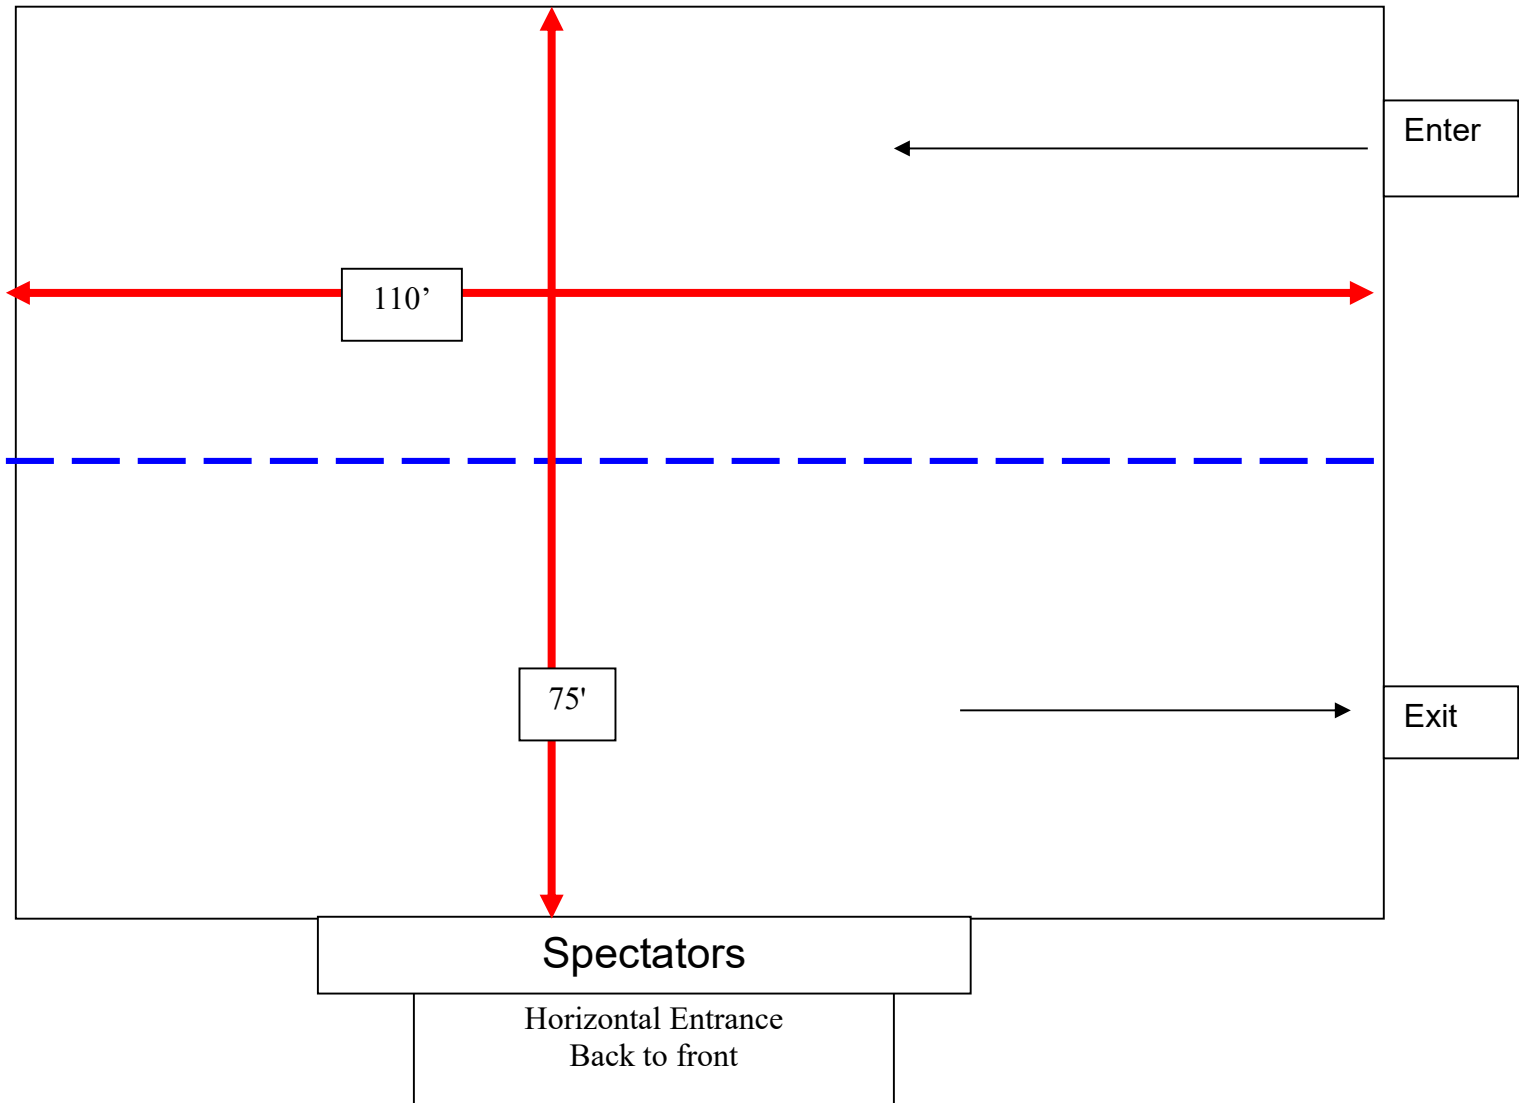 Enter
110’
75'
Exit
Spectators
Horizontal Entrance
Back to front